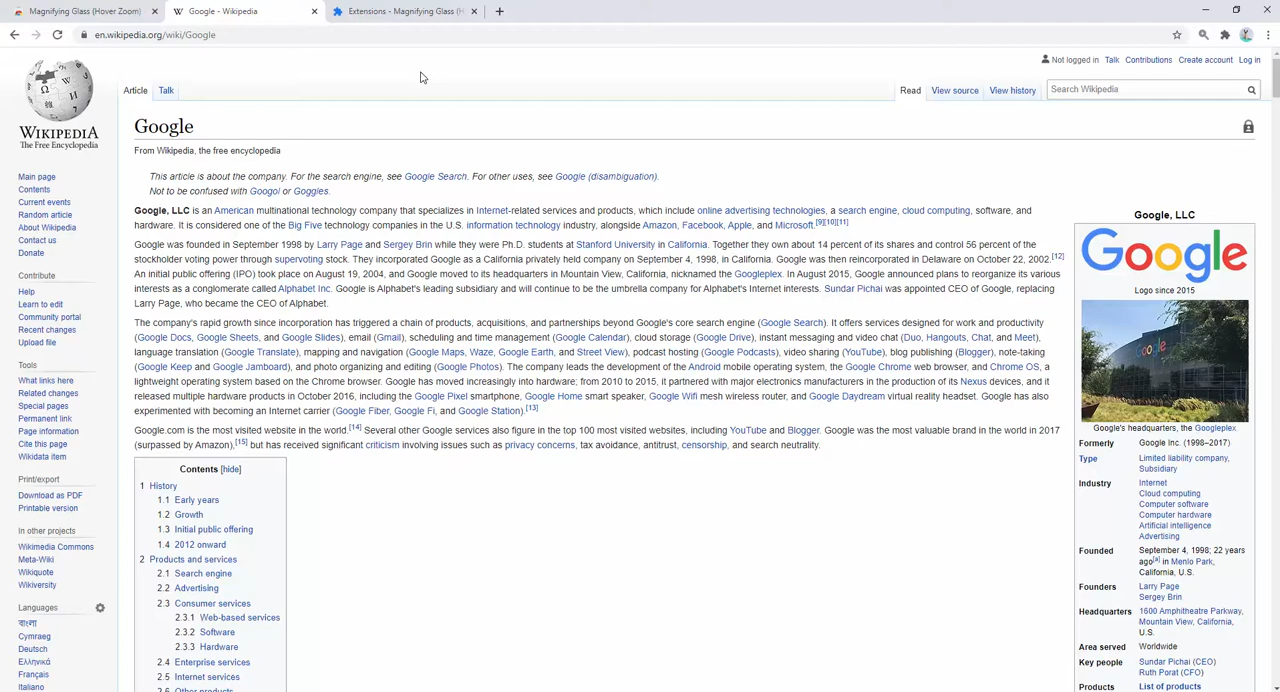 Magnifying Glass (Hover Zoom)
Google - Wikipedia
Extensions - Magnifying Glass (H
en.wikipedia.org/wiki/Google
Not logged in Talk Contributions Create account Log in
Article Talk
Read View source View history
Search Wikipedia
WIKIPEDIA
The Free Encyclopedia
Main page
Contents
Current events
Random article
About Wikipedia
Contact us
Donate
Contribute
Help
Learn to edit
Community portal
Recent changes
Upload file
Tools
What links here
Related changes
Special pages
Permanent link
Page information
Cite this page
Wikidata item
Print/export
Download as PDF
Printable version
In other projects
Wikimedia Commons
Meta-Wiki
Wikiquote
Wikiversity
Languages
বাংলা
Cymraeg
Deutsch
Ελληνικά
Français
Italiano
Google
From Wikipedia, the free encyclopedia
This article is about the company. For the search engine, see Google Search. For other uses, see Google (disambiguation).
Not to be confused with Googol or Goggles.
Google, LLC is an American multinational technology company that specializes in Internet-related services and products, which include online advertising technologies, a search engine, cloud computing, software, and
hardware. It is considered one of the Big Five technology companies in the U.S. information technology industry, alongside Amazon, Facebook, Apple, and Microsoft.[9][10][11]
Google was founded in September 1998 by Larry Page and Sergey Brin while they were Ph.D. students at Stanford University in California. Together they own about 14 percent of its shares and control 56 percent of the
stockholder voting power through supervoting stock. They incorporated Google as a California privately held company on September 4, 1998, in California. Google was then reincorporated in Delaware on October 22, 2002.[12]
An initial public offering (IPO) took place on August 19, 2004, and Google moved to its headquarters in Mountain View, California, nicknamed the Googleplex. In August 2015, Google announced plans to reorganize its various
interests as a conglomerate called Alphabet Inc. Google is Alphabet's leading subsidiary and will continue to be the umbrella company for Alphabet's Internet interests. Sundar Pichai was appointed CEO of Google, replacing
Larry Page, who became the CEO of Alphabet.
The company's rapid growth since incorporation has triggered a chain of products, acquisitions, and partnerships beyond Google's core search engine (Google Search). It offers services designed for work and productivity
(Google Docs, Google Sheets, and Google Slides), email (Gmail), scheduling and time management (Google Calendar), cloud storage (Google Drive), instant messaging and video chat (Duo, Hangouts, Chat, and Meet),
language translation (Google Translate), mapping and navigation (Google Maps, Waze, Google Earth, and Street View), podcast hosting (Google Podcasts), video sharing (YouTube), blog publishing (Blogger), note-taking
(Google Keep and Google Jamboard), and photo organizing and editing (Google Photos). The company leads the development of the Android mobile operating system, the Google Chrome web browser, and Chrome OS, a
lightweight operating system based on the Chrome browser. Google has moved increasingly into hardware; from 2010 to 2015, it partnered with major electronics manufacturers in the production of its Nexus devices, and it
released multiple hardware products in October 2016, including the Google Pixel smartphone, Google Home smart speaker, Google Wifi mesh wireless router, and Google Daydream virtual reality headset. Google has also
experimented with becoming an Internet carrier (Google Fiber, Google Fi, and Google Station).[13]
Google.com is the most visited website in the world.[14] Several other Google services also figure in the top 100 most visited websites, including YouTube and Blogger. Google was the most valuable brand in the world in 2017
(surpassed by Amazon),[15] but has received significant criticism involving issues such as privacy concerns, tax avoidance, antitrust, censorship, and search neutrality.
Contents [hide]
1 History
1.1 Early years
1.2 Growth
1.3 Initial public offering
1.4 2012 onward
2 Products and services
2.1 Search engine
2.2 Advertising
2.3 Consumer services
2.3.1 Web-based services
2.3.2 Software
2.3.3 Hardware
2.4 Enterprise services
2.5 Internet services
2.6 Other products
Google, LLC
Google
Logo since 2015
Google
Google's headquarters, the Googleplex
Formerly Google Inc. (1998–2017)
Type Limited liability company,
Subsidiary
Industry Internet
Cloud computing
Computer software
Computer hardware
Artificial intelligence
Advertising
Founded September 4, 1998; 22 years
ago[a] in Menlo Park,
California, U.S.
Founders Larry Page
Sergey Brin
Headquarters 1600 Amphitheatre Parkway,
Mountain View, California,
U.S.
Area served Worldwide
Key people Sundar Pichai (CEO)
Ruth Porat (CFO)
Products List of products